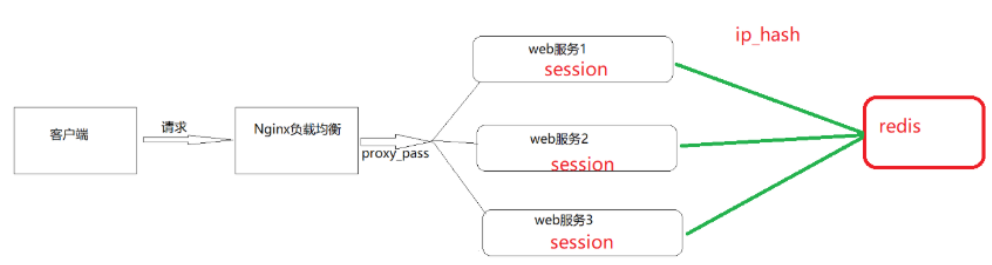 客户端
请求
Nginx负载均衡
proxy_pass
web服务1
session
web服务2
session
web服务3
session
ip_hash
redis